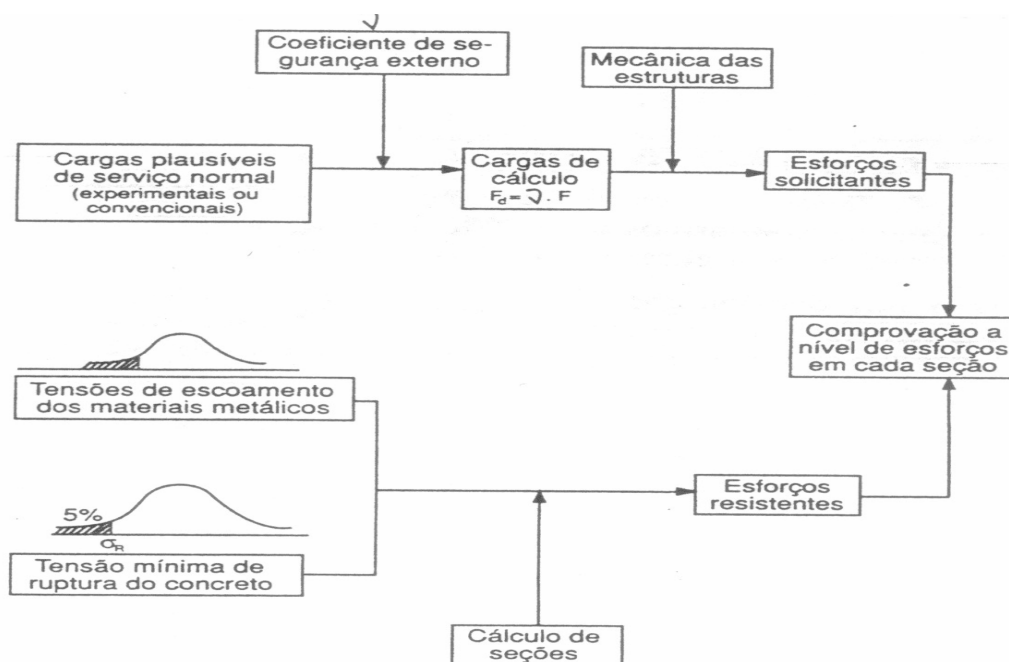 ν
Coeficiente de se-
gurança externo
Mecânica das
estruturas
Cargas plausíveis
de serviço normal
(experimentais ou
convencionais)
Cargas de
cálculo
Fd = ν . F
Esforços
solicitantes
Comprovação a
nível de esforços
em cada seção
Tensões de escoamento
dos materiais metálicos
5%
σR
Tensão mínima de
ruptura do concreto
Esforços
resistentes
Cálculo de
seções